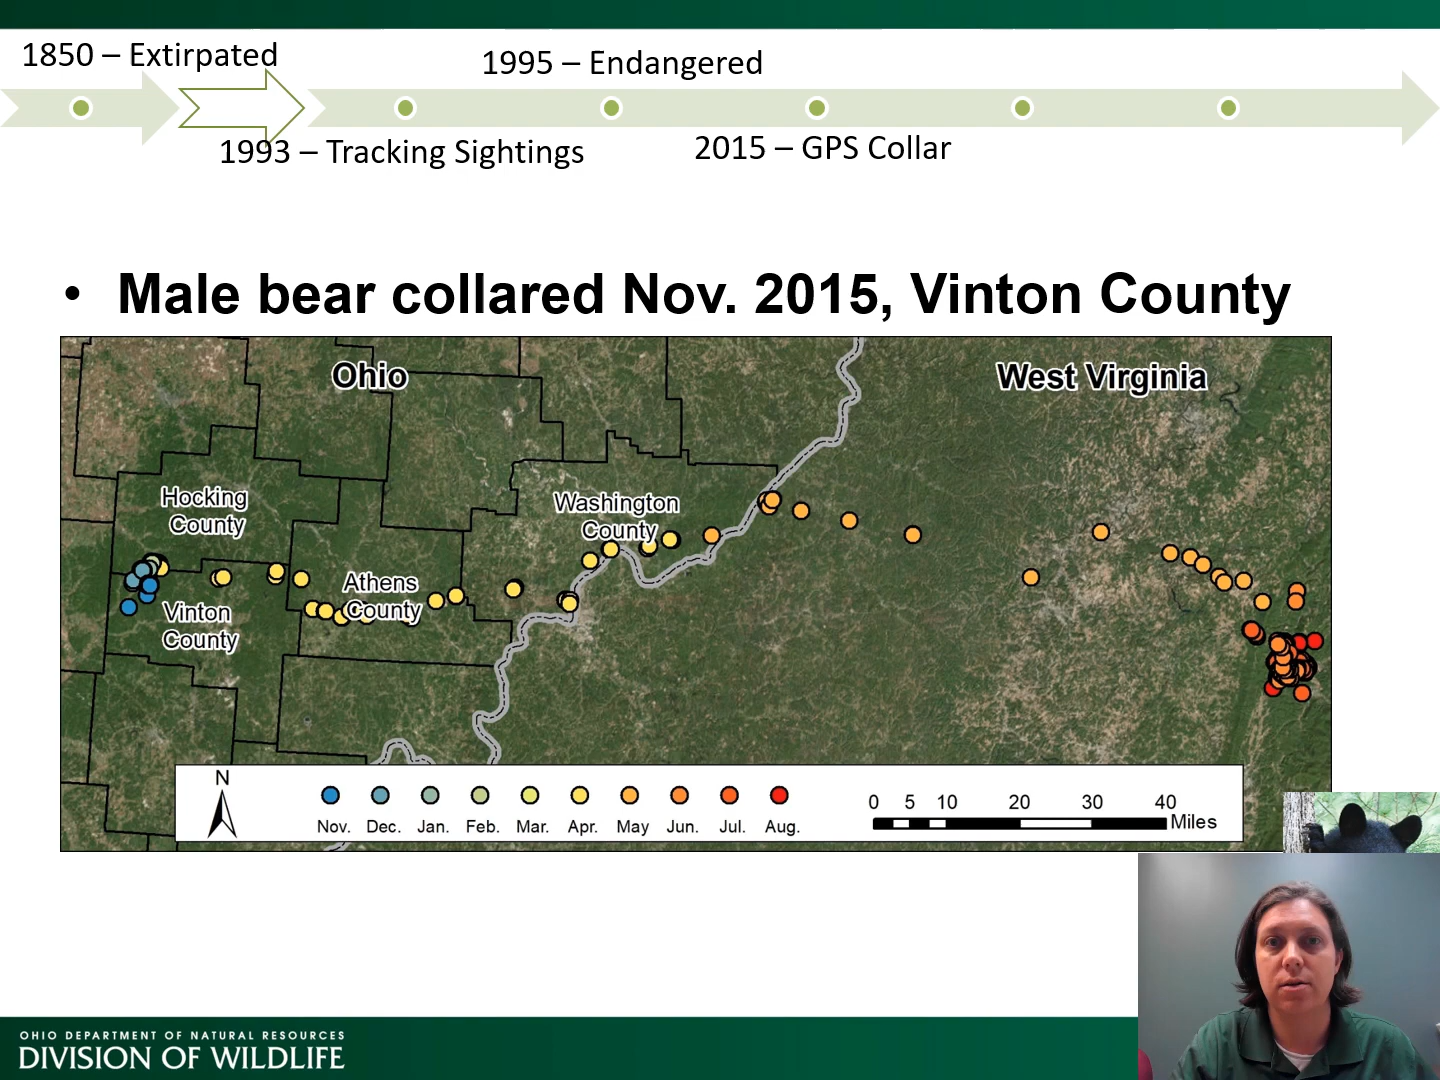 1850 – Extirpated
1995 – Endangered
1993 – Tracking Sightings
2015 – GPS Collar
• Male bear collared Nov. 2015, Vinton County
Ohio
West Virginia
Hocking
County
Washington
County
Athens
County
Vinton
County
N
Nov. Dec. Jan. Feb. Mar. Apr. May Jun. Jul. Aug.
0 5 10 20 30 40
Miles
OHIO DEPARTMENT OF NATURAL RESOURCES
DIVISION OF WILDLIFE